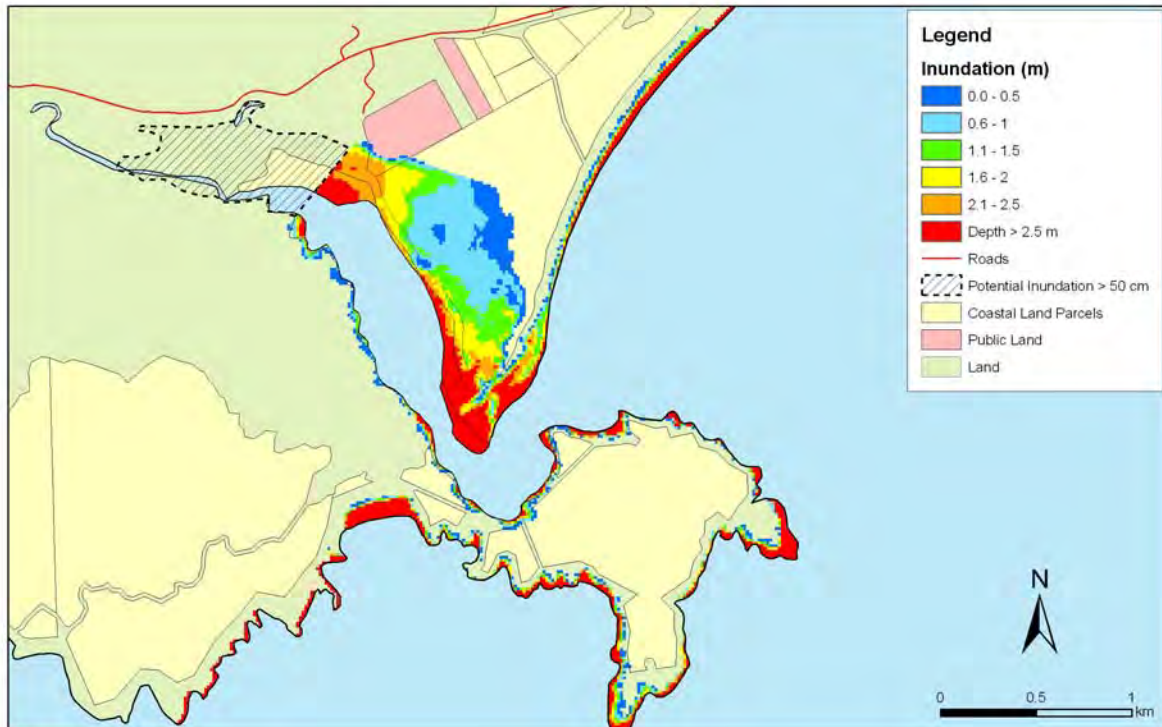 Legend
Inundation (m)
0.0 - 0.5
0.6 - 1
1.1 - 1.5
1.6 - 2
2.1 - 2.5
Depth > 2.5 m
Roads
Potential Inundation > 50 cm
Coastal Land Parcels
Public Land
Land
N
0 0.5 1
km